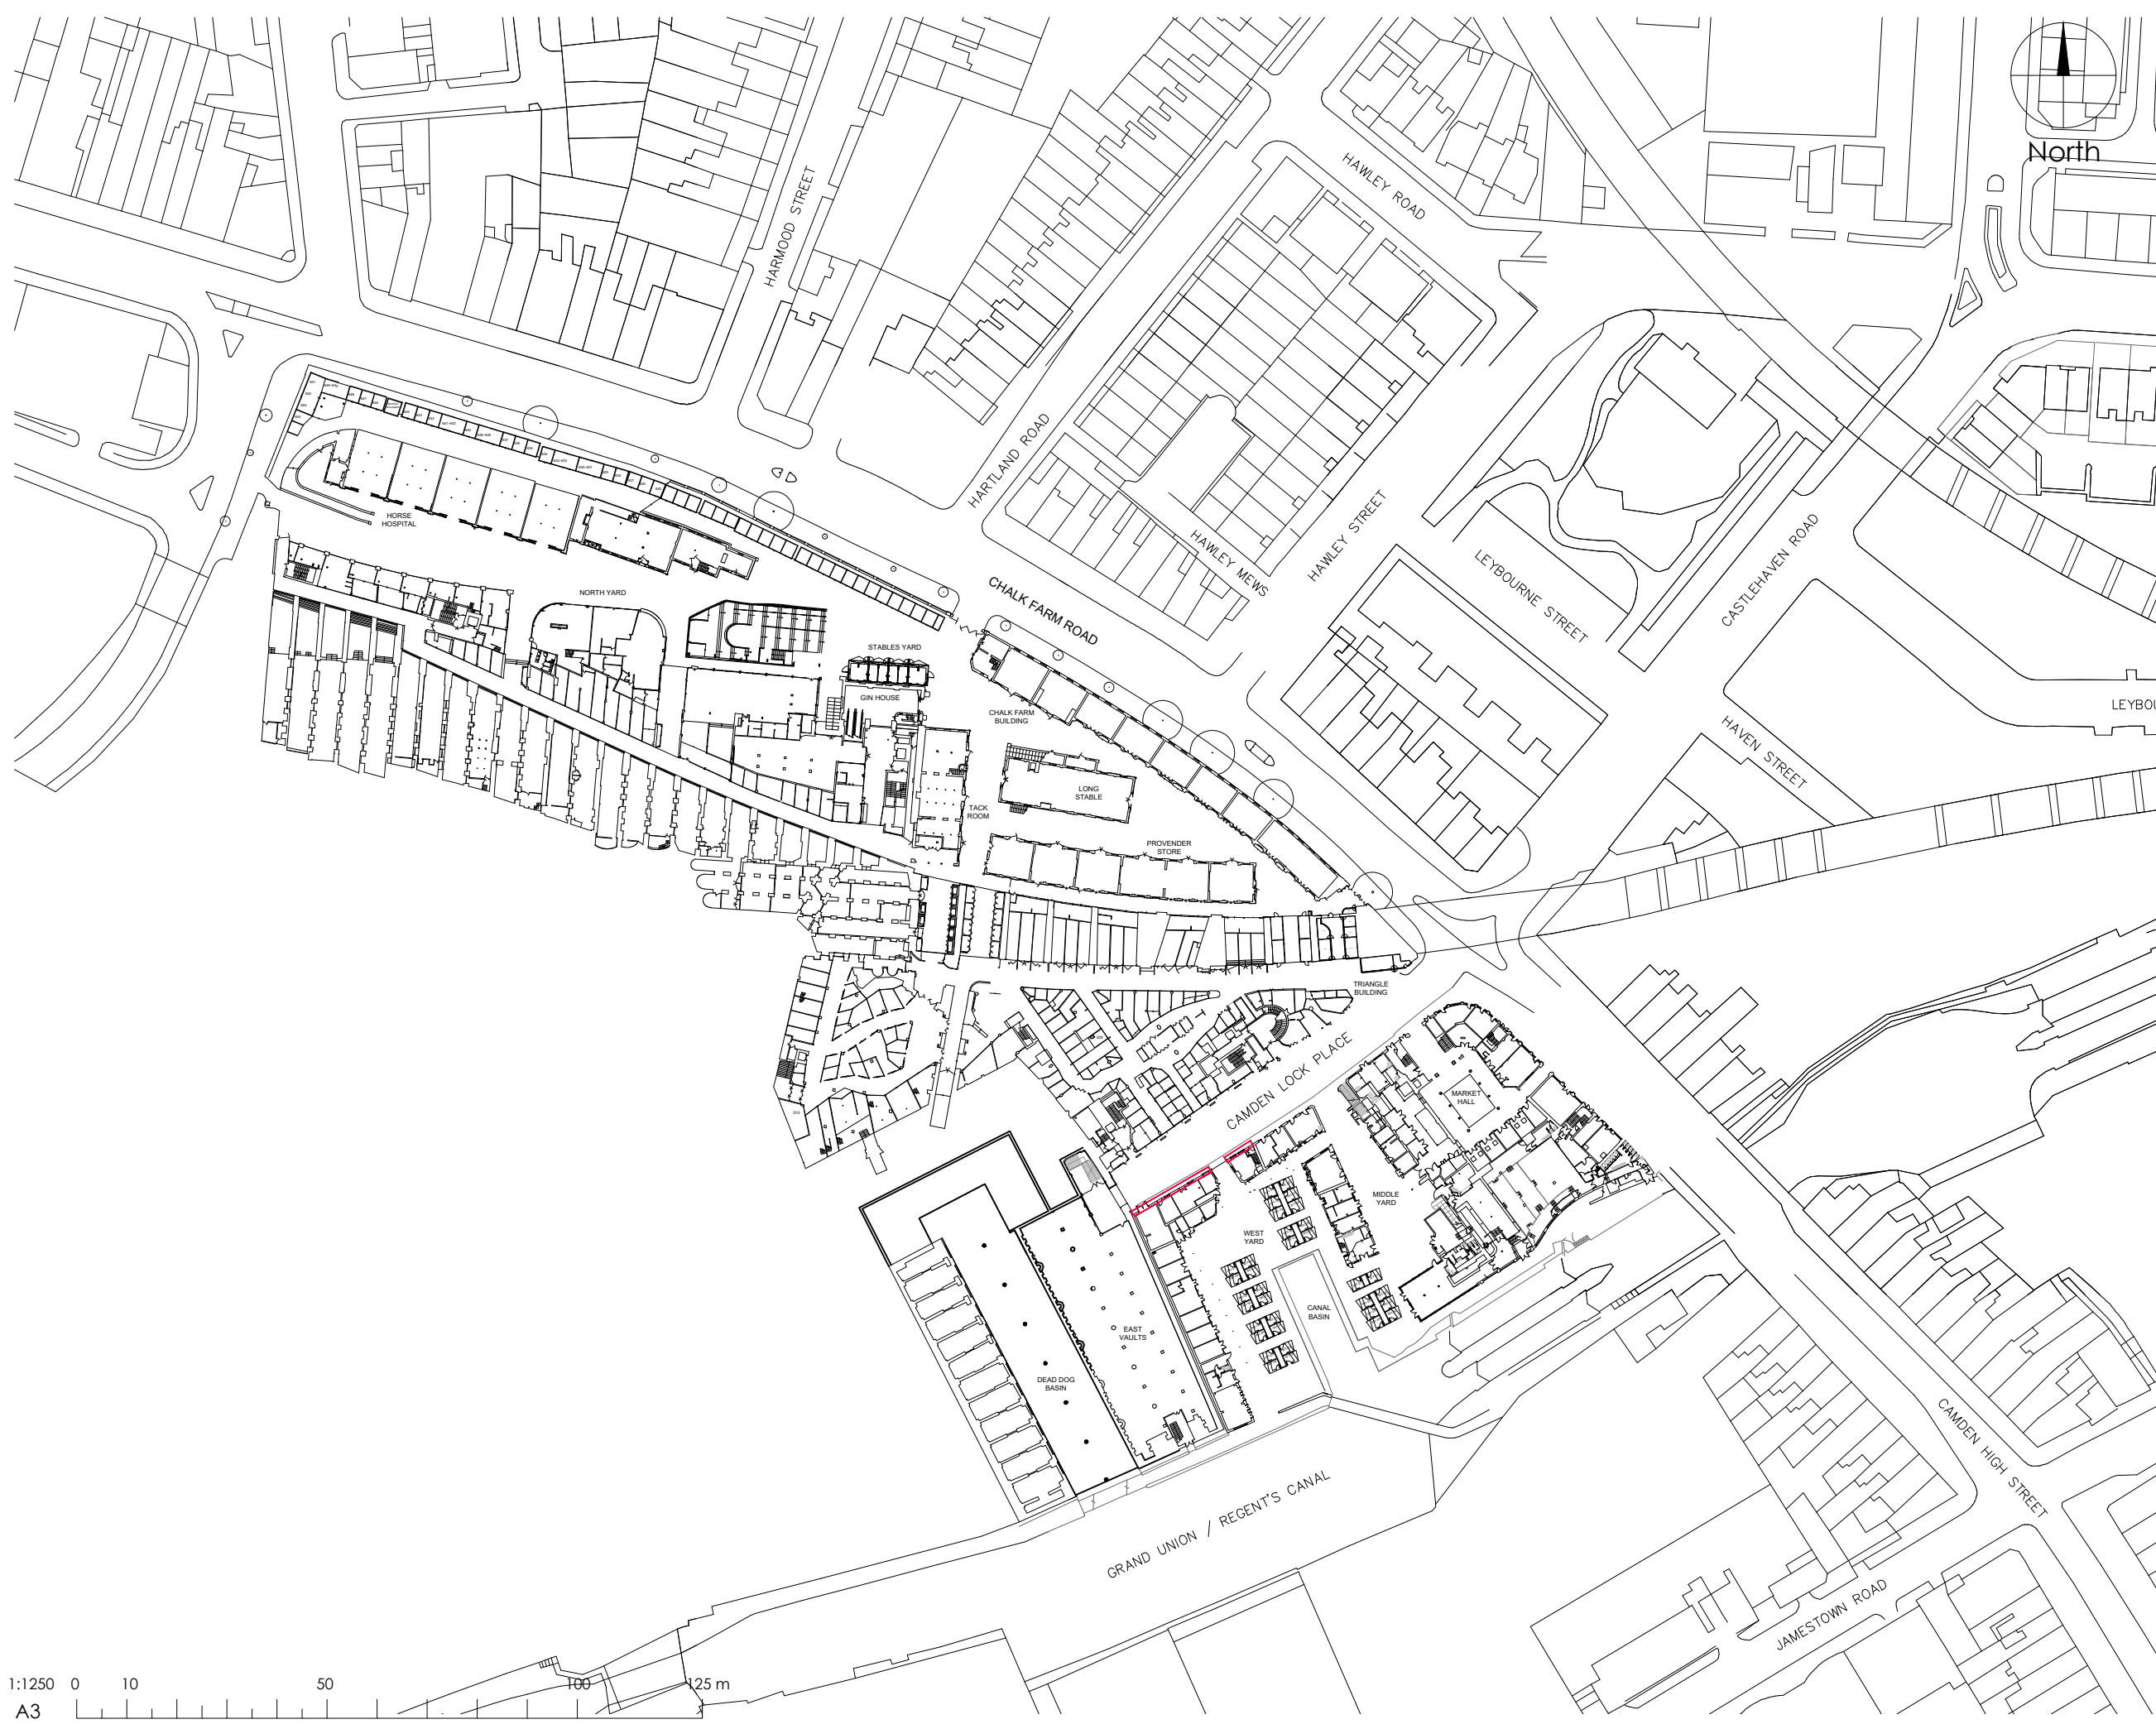 North
HAWLEY ROAD
HARMOOD STREET
HARTLAND ROAD
HORSE
HOSPITAL
HAWLEY MEWS
HAWLEY STREET
LEYBOURNE STREET
CASTLEHAVEN ROAD
NORTH YARD
CHALK FARM ROAD
STABLES YARD
GIN HOUSE
CHALK FARM
BUILDING
LEYBOU
HAVEN STREET
LONG
STABLE
TACK
ROOM
PROVENDER
STORE
TRIANGLE
BUILDING
CAMDEN LOCK PLACE
MARKET
HALL
MIDDLE
YARD
WEST
YARD
CANAL
BASIN
EAST
VAULTS
DEAD DOG
BASIN
CAMDEN HIGH STREET
GRAND UNION / REGENT'S CANAL
JAMESTOWN ROAD
1:1250 0 10 50 100 125 m
A3